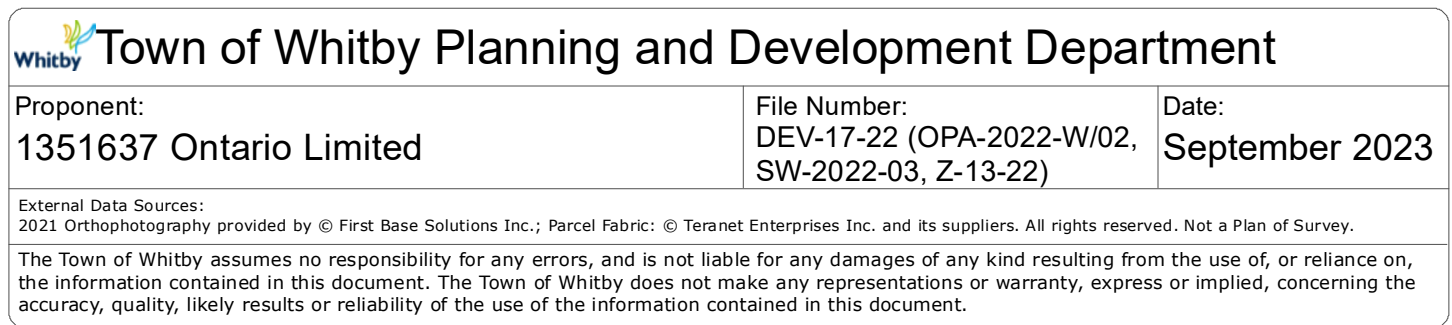 Whitby
Town of Whitby Planning and Development Department
Proponent:
1351637 Ontario Limited
File Number:
DEV-17-22 (OPA-2022-W/02,
SW-2022-03, Z-13-22)
Date:
September 2023
External Data Sources:
2021 Orthophotography provided by © First Base Solutions Inc.; Parcel Fabric: © Teranet Enterprises Inc. and its suppliers. All rights reserved. Not a Plan of Survey.
The Town of Whitby assumes no responsibility for any errors, and is not liable for any damages of any kind resulting from the use of, or reliance on,
the information contained in this document. The Town of Whitby does not make any representations or warranty, express or implied, concerning the
accuracy, quality, likely results or reliability of the use of the information contained in this document.